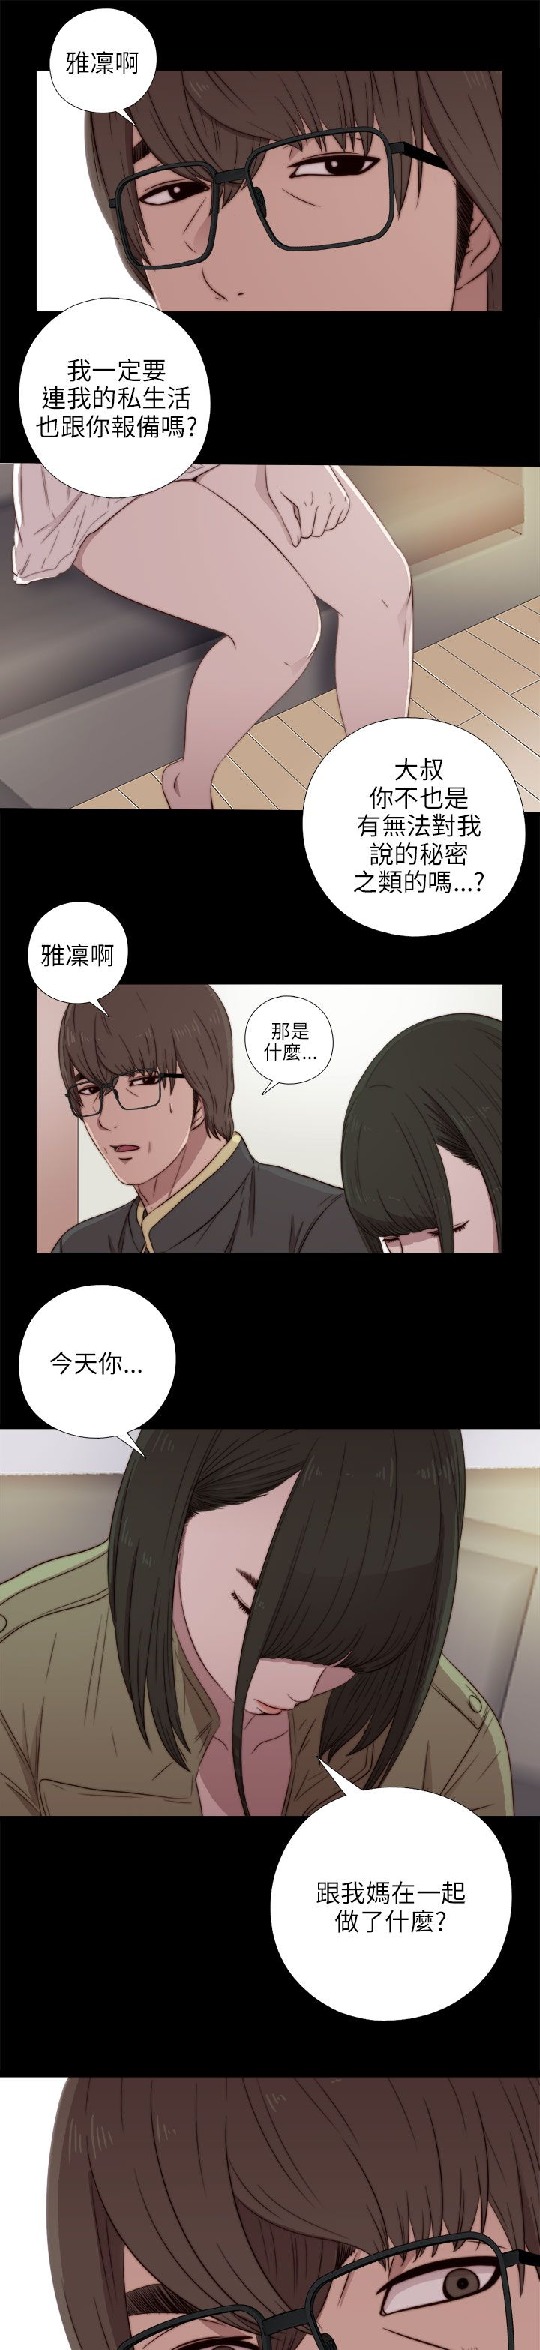 雅凜啊
我一定要
連我的私生活
也跟你報備嗎?
大叔
你不也是
有無法對我
說的秘密
之類的嗎...?
雅凜啊
那是
什麼...
今天你...
跟我媽在一起
做了什麼?